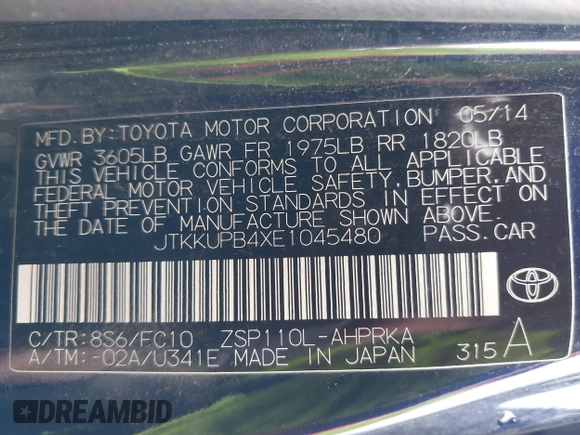 MFD.BY:TOYOTA MOTOR CORPORATION 05/14
GVWR 3605LB GAWR FR 1975LB RR 1820LB
THIS VEHICLE CONFORMS TO ALL APPLICABLE
FEDERAL MOTOR VEHICLE SAFETY,BUMPER,AND
THEFT PREVENTION STANDARDS IN EFFECT ON
THE DATE OF MANUFACTURE SHOWN ABOVE.
JTKKUPB4XE1045480 PASS.CAR
C/TR:8S6/FC10 ZSP110L-AHPRKA
A/TM:-02A/U341E MADE IN JAPAN 315 A
TOYOTA
DREAMBID